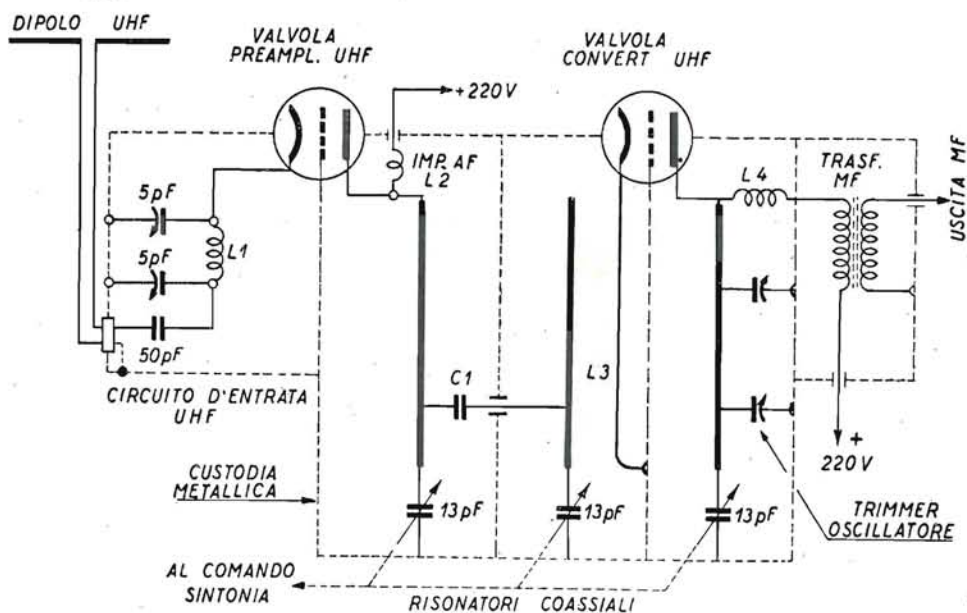 DIPOLO UHF
VALVOLA
PREAMPL. UHF
VALVOLA
CONVERT UHF
+220V
IMP. AF
L2
5pF
L1
5pF
50pF
CIRCUITO D'ENTRATA
UHF
CUSTODIA
METALLICA
C1
L3
L4
TRASF.
MF
USCITA MF
+
220V
TRIMMER
OSCILLATORE
13pF
13pF
13pF
AL COMANDO
SINTONIA
RISONATORI COASSIALI